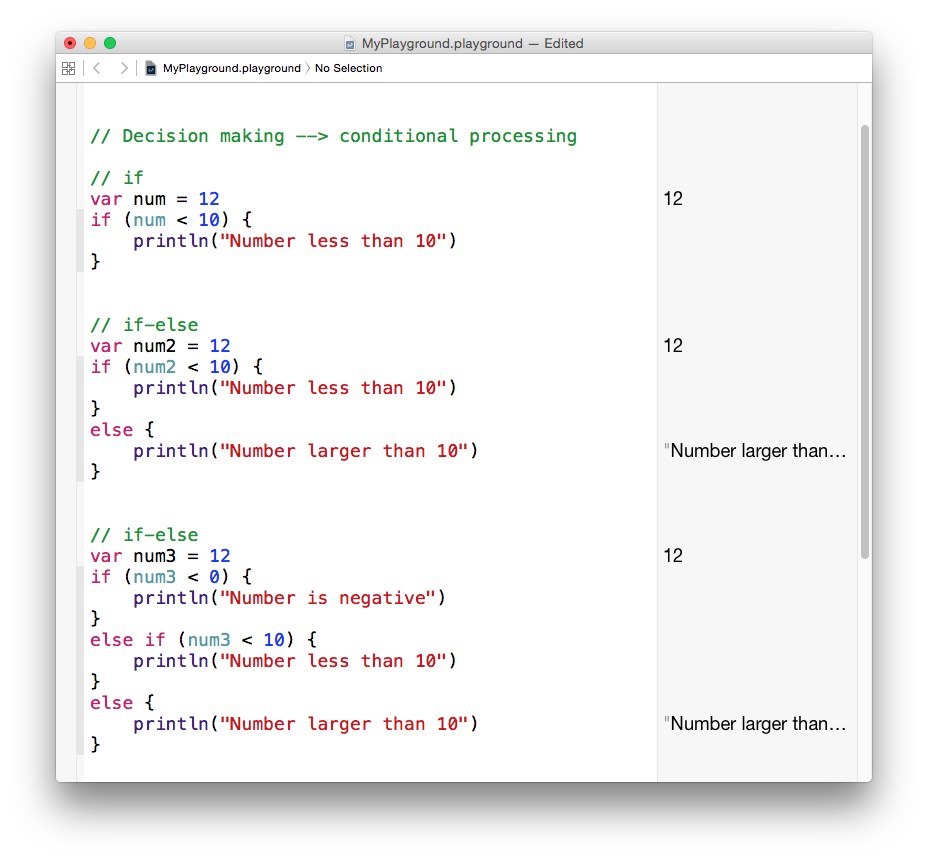 MyPlayground.playground — Edited
MyPlayground.playground 〉 No Selection
// Decision making --> conditional processing
// if
var num = 12
12
if (num < 10) {
    println("Number less than 10")
}
// if-else
var num2 = 12
12
if (num2 < 10) {
    println("Number less than 10")
}
else {
    println("Number larger than 10")
"Number larger than…
}
// if-else
var num3 = 12
12
if (num3 < 0) {
    println("Number is negative")
}
else if (num3 < 10) {
    println("Number less than 10")
}
else {
    println("Number larger than 10")
"Number larger than…
}